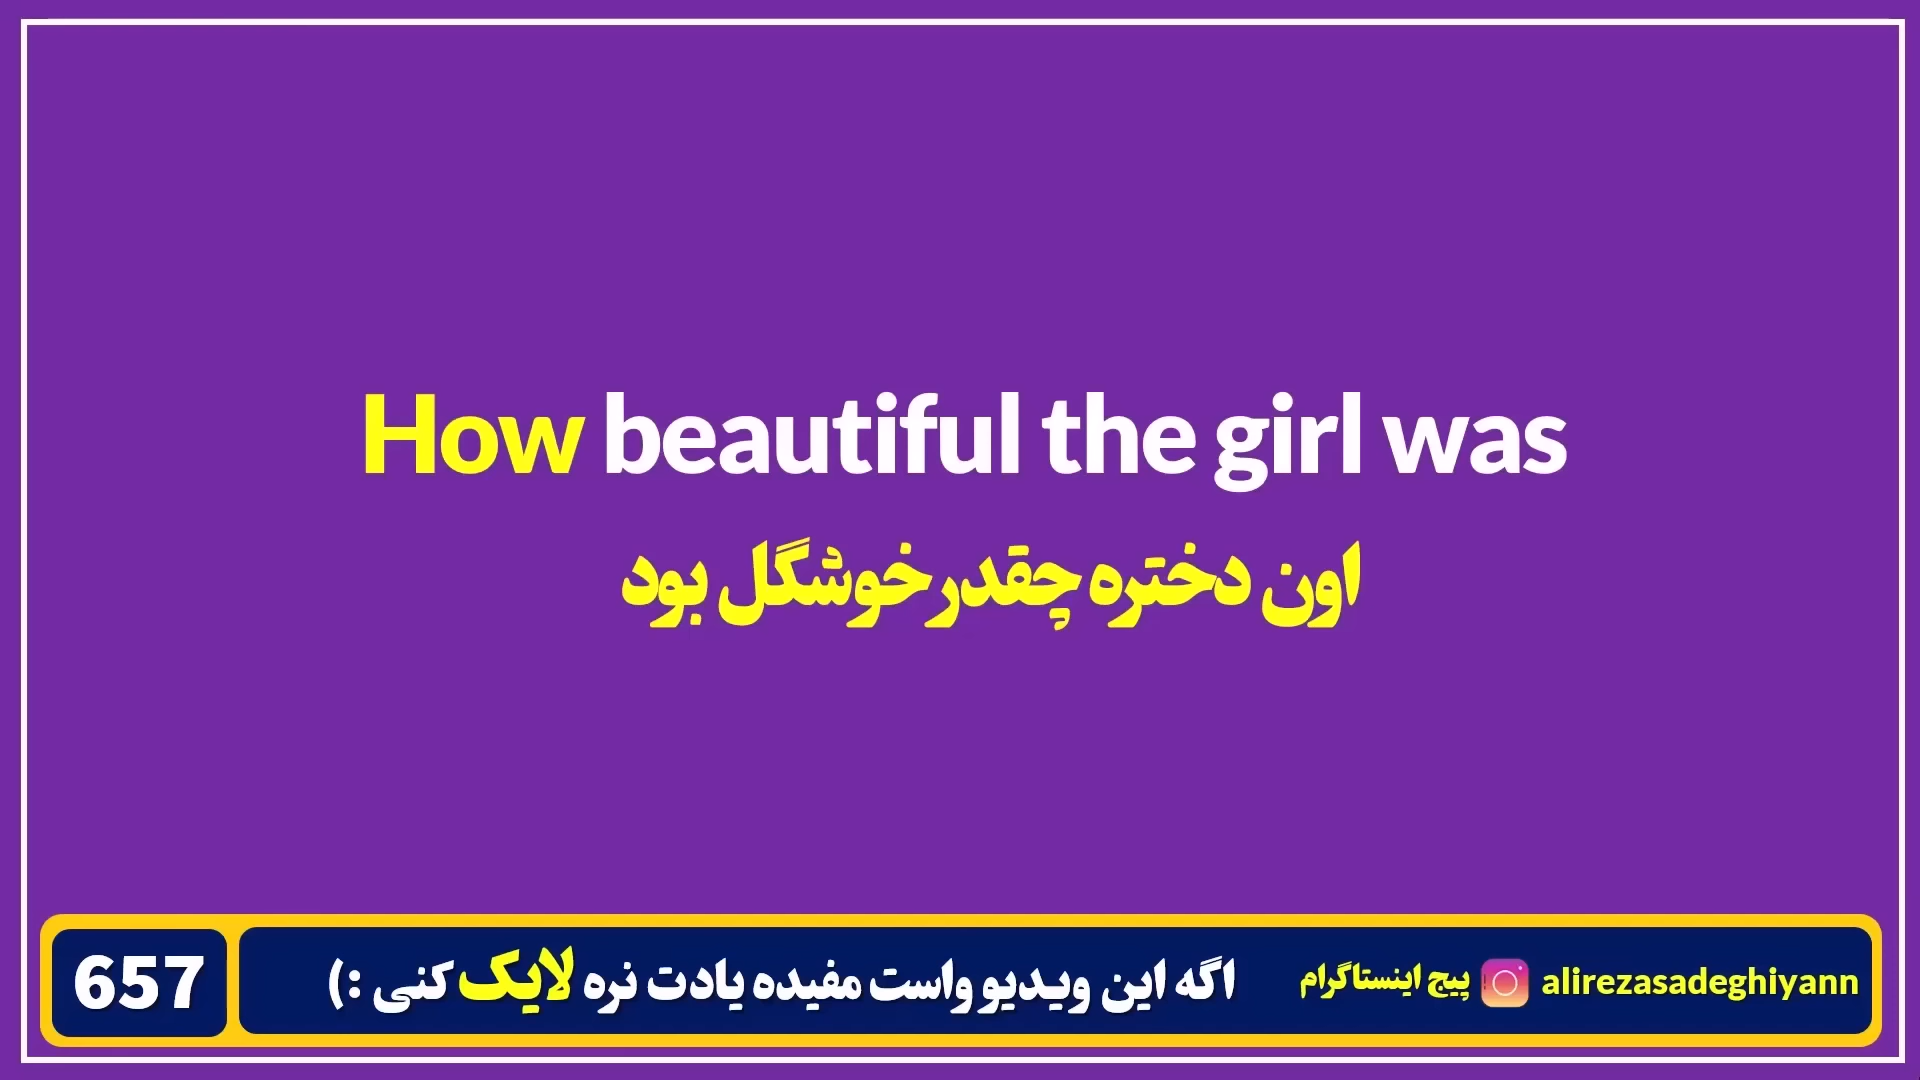 How beautiful the girl was
اون دختره چقدر خوشگل بود
657
اگه این ویدیو واست مفیده یادت نره لایک کنی :)
پیج اینستاگرام alirezasadeghiyann